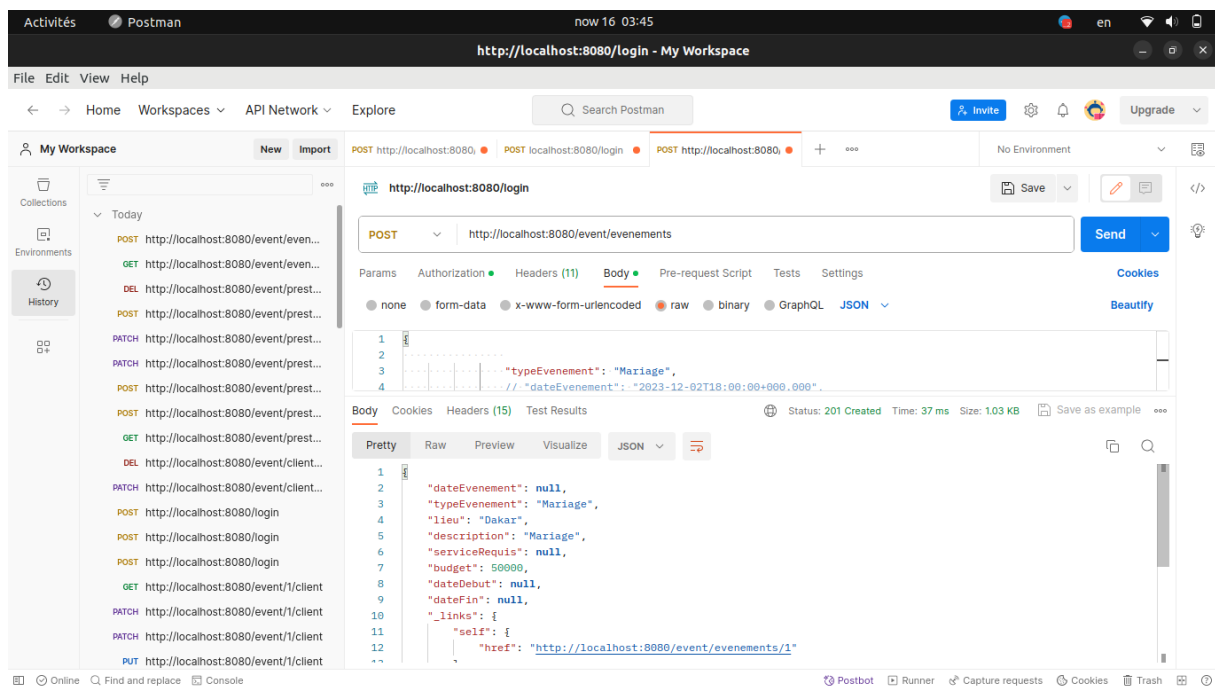 Activités Postman now 16 03:45 en
http://localhost:8080/login - My Workspace
File Edit View Help
Home Workspaces API Network Explore Search Postman Invite Upgrade
My Workspace New Import POST http://localhost:8080, POST localhost:8080/login POST http://localhost:8080, No Environment
Collections
Environments
History
Today
POST http://localhost:8080/event/even...
GET http://localhost:8080/event/even...
DEL http://localhost:8080/event/prest...
POST http://localhost:8080/event/prest...
PATCH http://localhost:8080/event/prest...
PATCH http://localhost:8080/event/prest...
POST http://localhost:8080/event/prest...
POST http://localhost:8080/event/prest...
GET http://localhost:8080/event/prest...
DEL http://localhost:8080/event/client...
PATCH http://localhost:8080/event/client...
POST http://localhost:8080/login
POST http://localhost:8080/login
POST http://localhost:8080/login
GET http://localhost:8080/event/1/client
PATCH http://localhost:8080/event/1/client
PATCH http://localhost:8080/event/1/client
PUT http://localhost:8080/event/1/client
HTTP http://localhost:8080/login Save
POST http://localhost:8080/event/evenements Send
Params Authorization Headers (11) Body Pre-request Script Tests Settings Cookies
none form-data x-www-form-urlencoded raw binary GraphQL JSON Beautify
1 {
2
3 "typeEvenement": "Mariage",
4 // "dateEvenement": "2023-12-02T18:00:00+000.000",
Body Cookies Headers (15) Test Results Status: 201 Created Time: 37 ms Size: 1.03 KB Save as example
Pretty Raw Preview Visualize JSON
1 {
2 "dateEvenement": null,
3 "typeEvenement": "Mariage",
4 "lieu": "Dakar",
5 "description": "Mariage",
6 "serviceRequis": null,
7 "budget": 50000,
8 "dateDebut": null,
9 "dateFin": null,
10 "_links": {
11 "self": {
12 "href": "http://localhost:8080/event/evenements/1"
Online Find and replace Console Postbot Runner Capture requests Cookies Trash